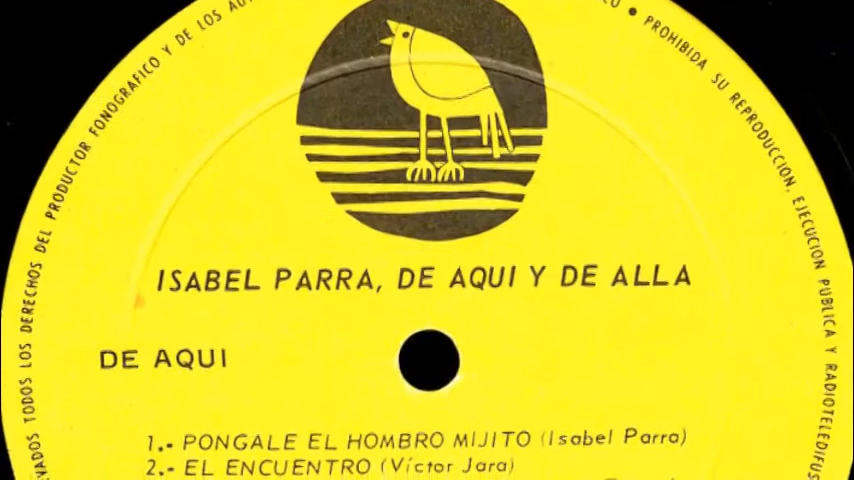 VADOS TODOS LOS DERECHOS DEL PRODUCTOR FONOGRAFICO Y DE LOS
PROHIBIDA SU REPRODUCCION, EJECUCION PUBLICA Y RADIOTELEDIFUS
ISABEL PARRA, DE AQUI Y DE ALLA
DE AQUI
1.- PONGALE EL HOMBRO MIJITO (Isabel Parra)
2.- EL ENCUENTRO (Víctor Jara)